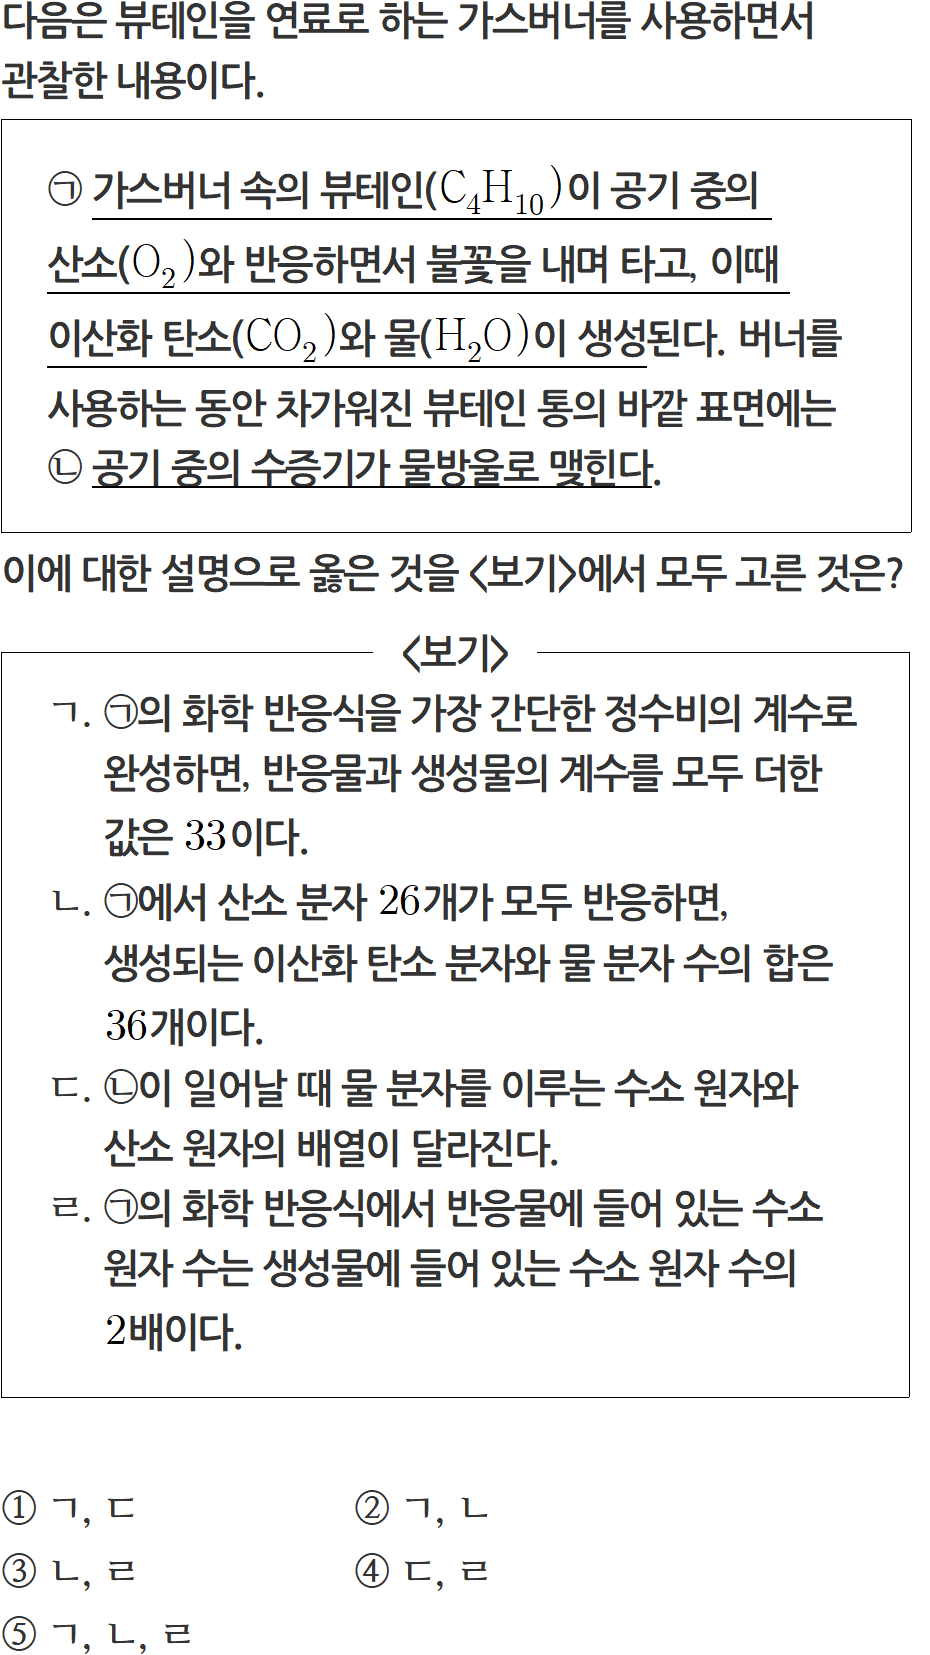 다음은 뷰테인을 연료로 하는 가스버너를 사용하면서
관찰한 내용이다.
㉠ 가스버너 속의 뷰테인(C₄H₁₀)이 공기 중의
산소(O₂)와 반응하면서 불꽃을 내며 타고, 이때
이산화 탄소(CO₂)와 물(H₂O)이 생성된다. 버너를
사용하는 동안 차가워진 뷰테인 통의 바깥 표면에는
㉡ 공기 중의 수증기가 물방울로 맺힌다.
이에 대한 설명으로 옳은 것을 <보기>에서 모두 고른 것은?
<보기>
ㄱ. ㉠의 화학 반응식을 가장 간단한 정수비의 계수로
완성하면, 반응물과 생성물의 계수를 모두 더한
값은 33이다.
ㄴ. ㉠에서 산소 분자 26개가 모두 반응하면,
생성되는 이산화 탄소 분자와 물 분자 수의 합은
36개이다.
ㄷ. ㉡이 일어날 때 물 분자를 이루는 수소 원자와
산소 원자의 배열이 달라진다.
ㄹ. ㉠의 화학 반응식에서 반응물에 들어 있는 수소
원자 수는 생성물에 들어 있는 수소 원자 수의
2배이다.
① ㄱ, ㄷ
② ㄱ, ㄴ
③ ㄴ, ㄹ
④ ㄷ, ㄹ
⑤ ㄱ, ㄴ, ㄹ